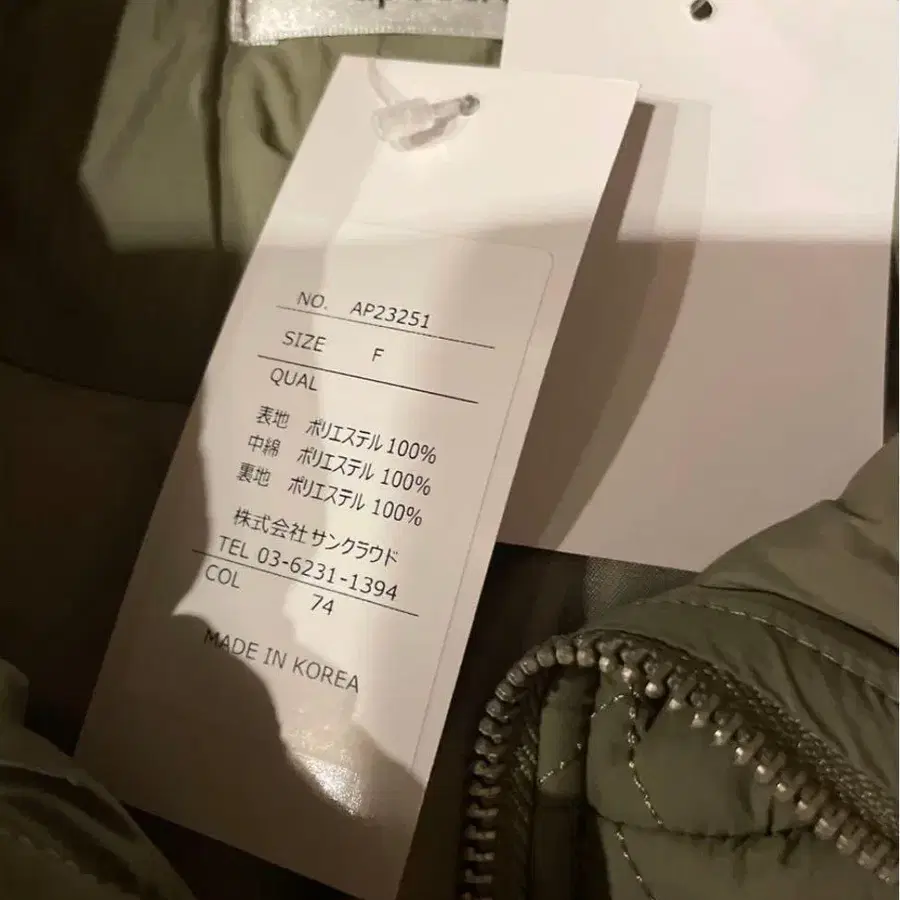 NO. AP23251
SIZE F
QUAL
表地 ポリエステル 100%
中綿 ポリエステル 100%
裏地 ポリエステル 100%
株式会社サンクラウド
TEL 03-6231-1394
COL 74
MADE IN KOREA